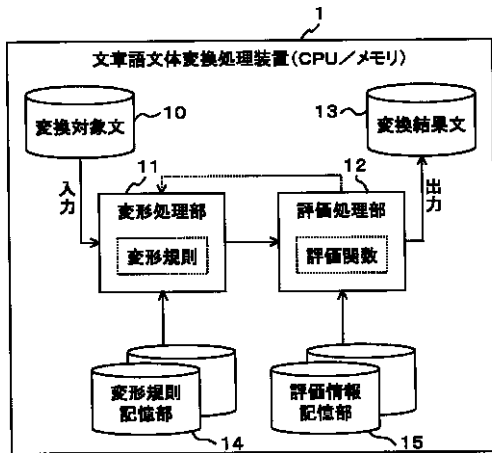 1
文章語文体変換処理装置(CPU/メモリ)
変換対象文
10
13
変換結果文
入力
11
変形処理部
変形規則
12
評価処理部
評価関数
出力
変形規則
記憶部
14
評価情報
記憶部
15